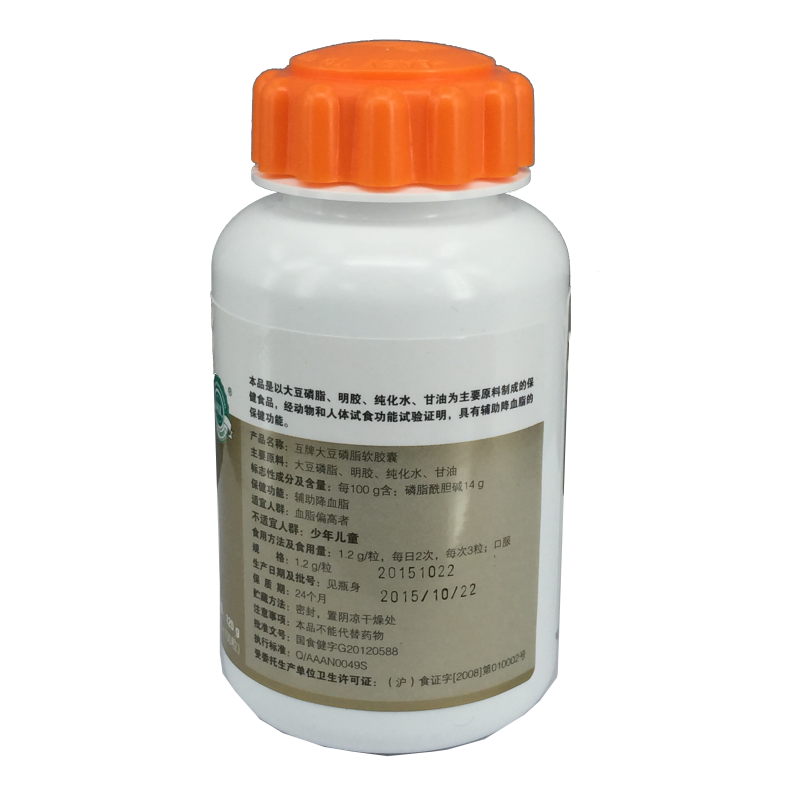 ®
本品是以大豆磷脂、明胶、纯化水、甘油为主要原料制成的保
健食品，经动物和人体试食功能试验证明，具有辅助降血脂的
保健功能。
产品名称：互牌大豆磷脂软胶囊
主要原料：大豆磷脂、明胶、纯化水、甘油
标志性成分及含量：每100 g含：磷脂酰胆碱14 g
保健功能：辅助降血脂
适宜人群：血脂偏高者
不适宜人群：少年儿童
食用方法及食用量：1.2 g/粒，每日2次，每次3粒；口服
规 格：1.2 g/粒
生产日期及批号：见瓶身 20151022
保 质 期：24个月 2015/10/22
贮藏方法：密封，置阴凉干燥处
注意事项：本品不能代替药物
批准文号：国食健字G20120588
执行标准：Q/AAAN0049S
受委托生产单位卫生许可证：（沪）食证字[2008]第010002号
120 g